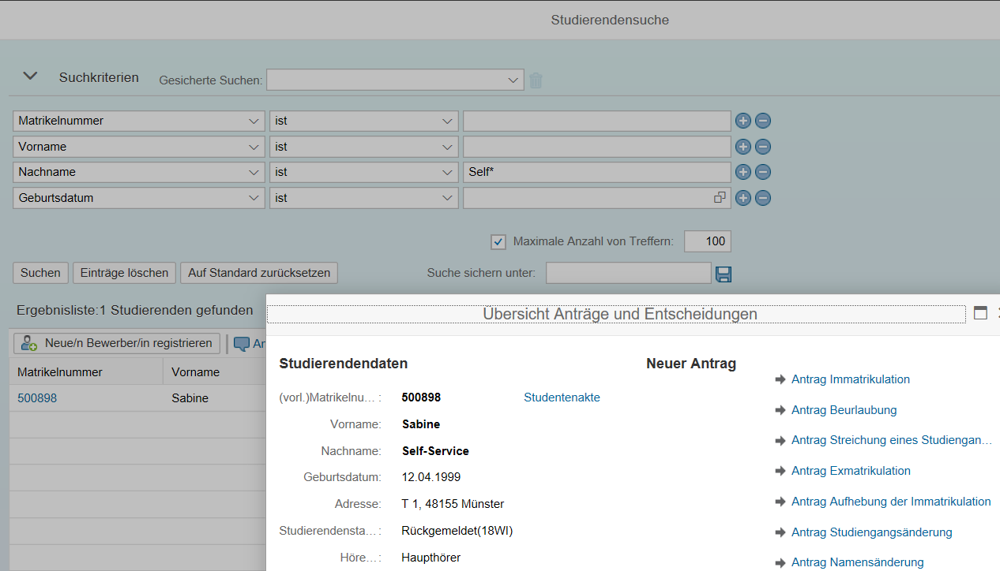 Studierendensuche
Suchkriterien Gesicherte Suchen:
Matrikelnummer ist
Vorname ist
Nachname ist Self*
Geburtsdatum ist
Maximale Anzahl von Treffern: 100
Suchen Einträge löschen Auf Standard zurücksetzen Suche sichern unter:
Ergebnisliste:1 Studierenden gefunden
Neue/n Bewerber/in registrieren
Matrikelnummer Vorname
500898 Sabine
Übersicht Anträge und Entscheidungen
Studierendendaten
(vorl.)Matrikelnu... : 500898 Studentenakte
Vorname: Sabine
Nachname: Self-Service
Geburtsdatum: 12.04.1999
Adresse: T 1, 48155 Münster
Studierendensta... : Rückgemeldet(18WI)
Höre... : Haupthörer
Neuer Antrag
Antrag Immatrikulation
Antrag Beurlaubung
Antrag Streichung eines Studiengan...
Antrag Exmatrikulation
Antrag Aufhebung der Immatrikulation
Antrag Studiengangsänderung
Antrag Namensänderung